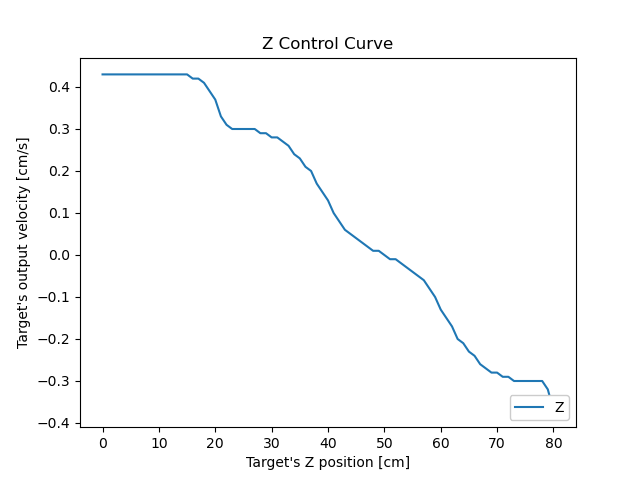 Z Control Curve
Target's output velocity [cm/s]
0.4
0.3
0.2
0.1
0.0
−0.1
−0.2
−0.3
−0.4
Z
0 10 20 30 40 50 60 70 80
Target's Z position [cm]